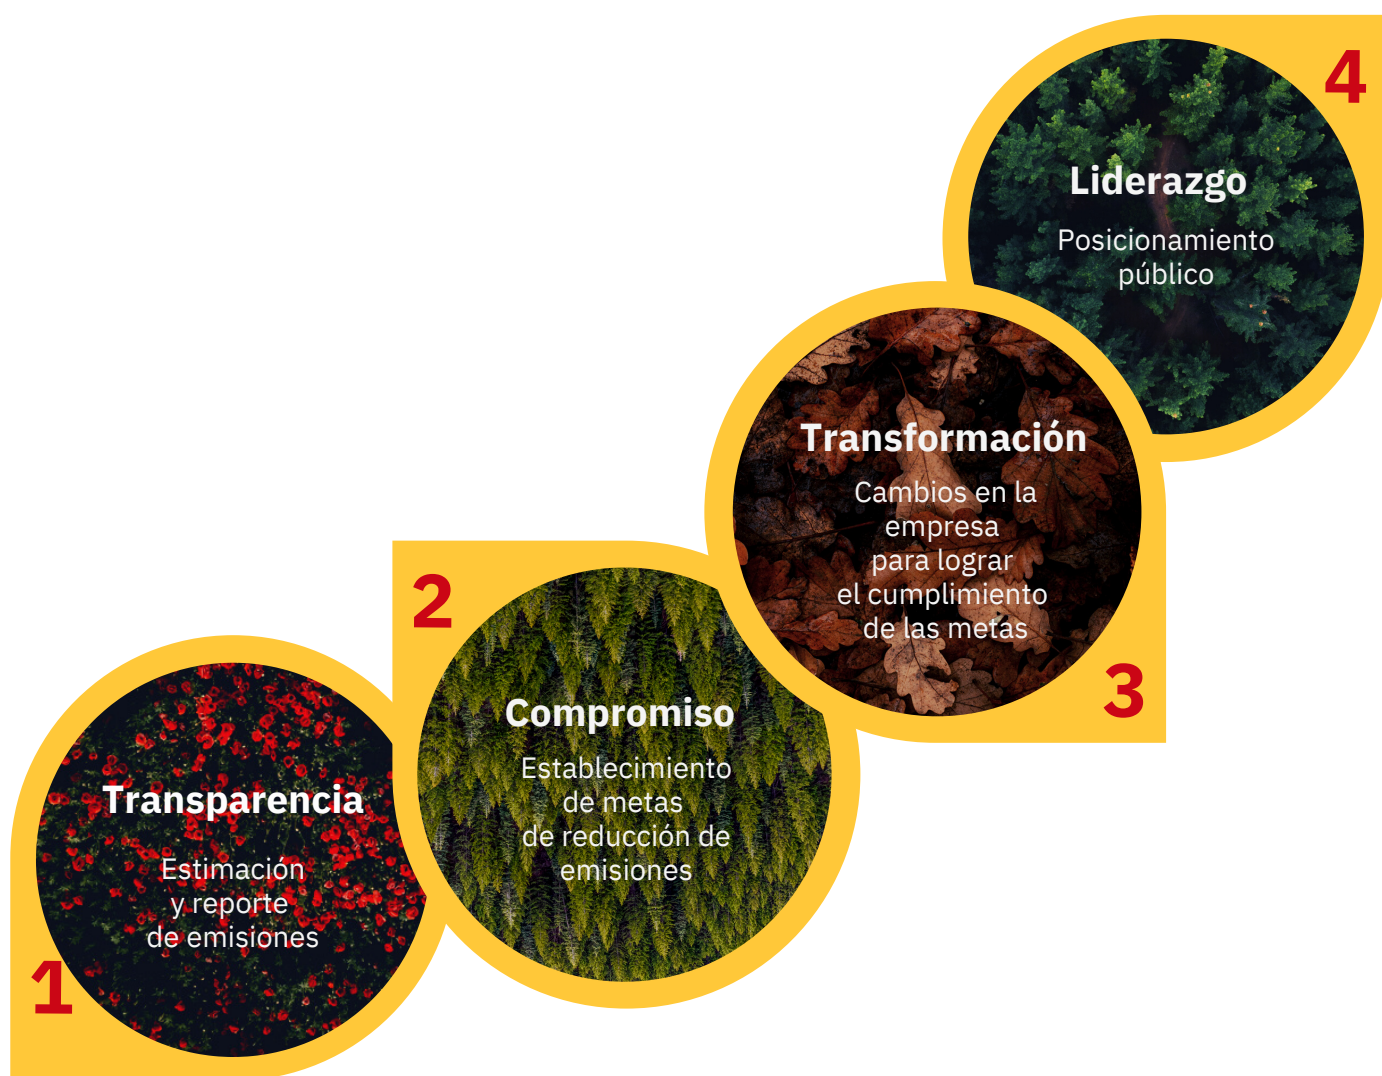 1
Transparencia
Estimación
y reporte
de emisiones
2
Compromiso
Establecimiento
de metas
de reducción de
emisiones
3
Transformación
Cambios en la
empresa
para lograr
el cumplimiento
de las metas
4
Liderazgo
Posicionamiento
público